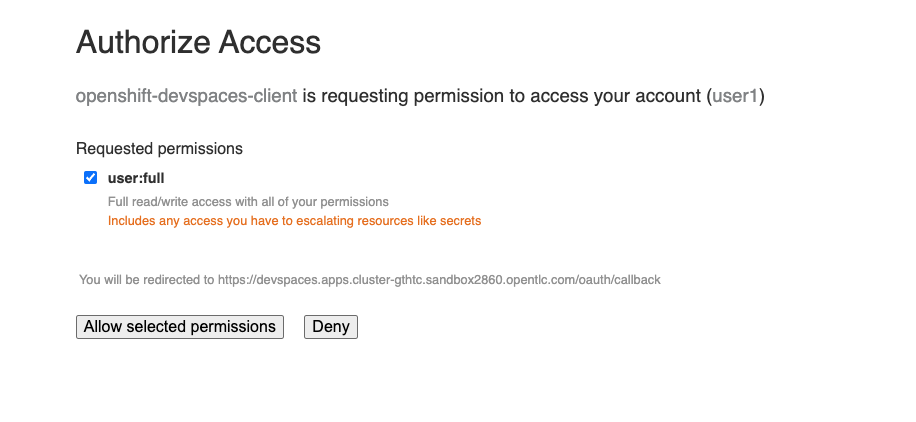 Authorize Access
openshift-devspaces-client is requesting permission to access your account (user1)
Requested permissions
user:full
Full read/write access with all of your permissions
Includes any access you have to escalating resources like secrets
You will be redirected to https://devspaces.apps.cluster-gthtc.sandbox2860.opentlc.com/oauth/callback
Allow selected permissions Deny